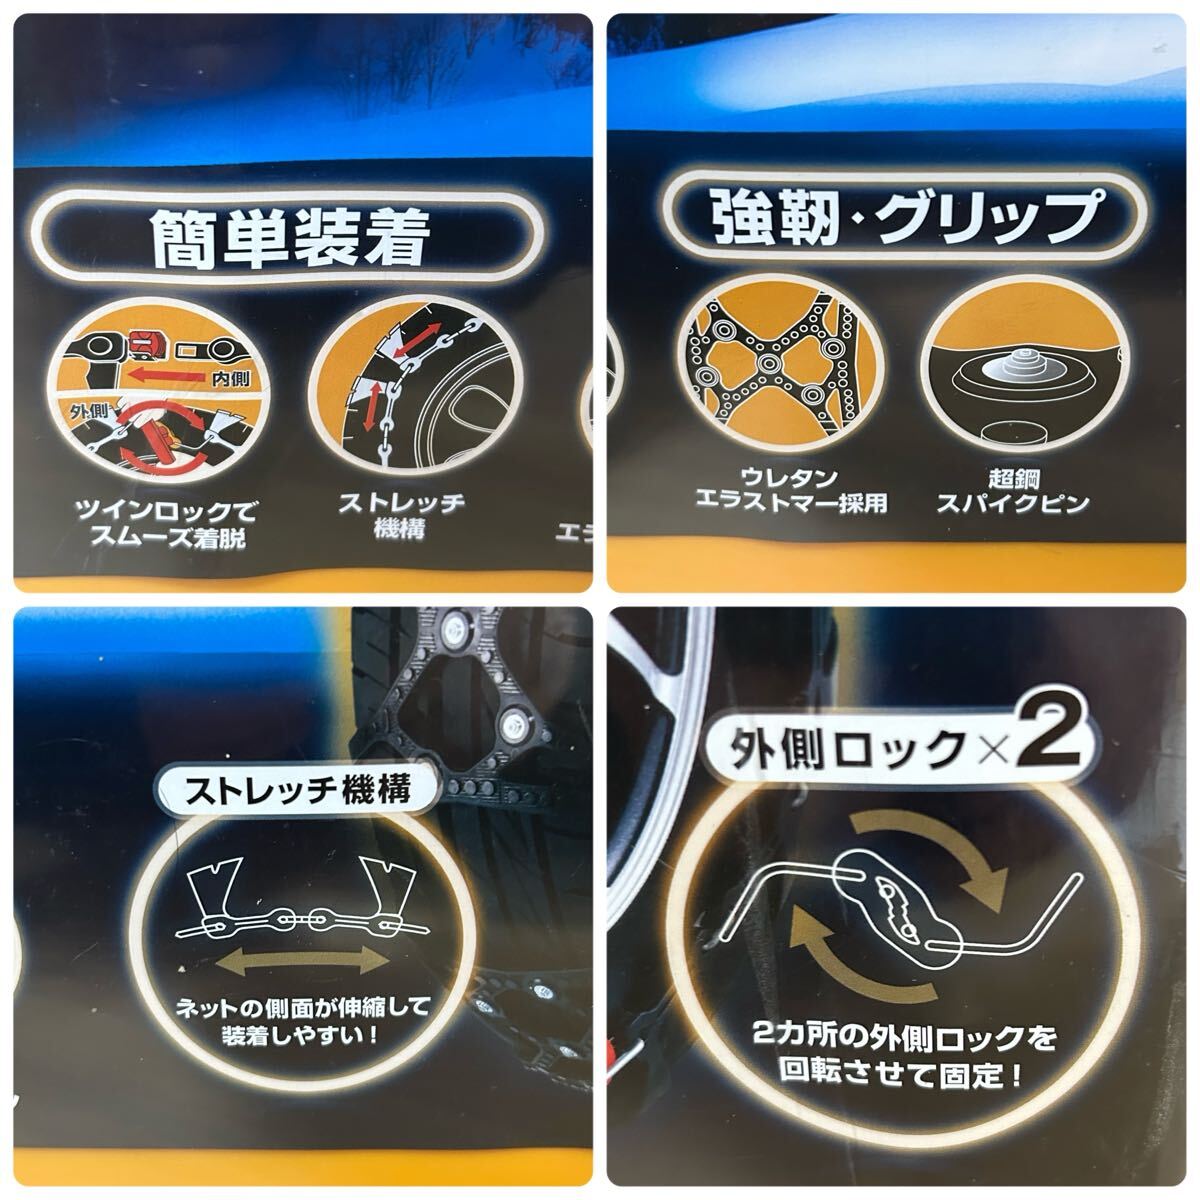 簡単装着
内側
外側
ツインロックで
スムーズ着脱
ストレッチ
機構
エラ
強靭・グリップ
ウレタン
エラストマー採用
超鋼
スパイクピン
ストレッチ機構
ネットの側面が伸縮して
装着しやすい!
外側ロック×2
2カ所の外側ロックを
回転させて固定!